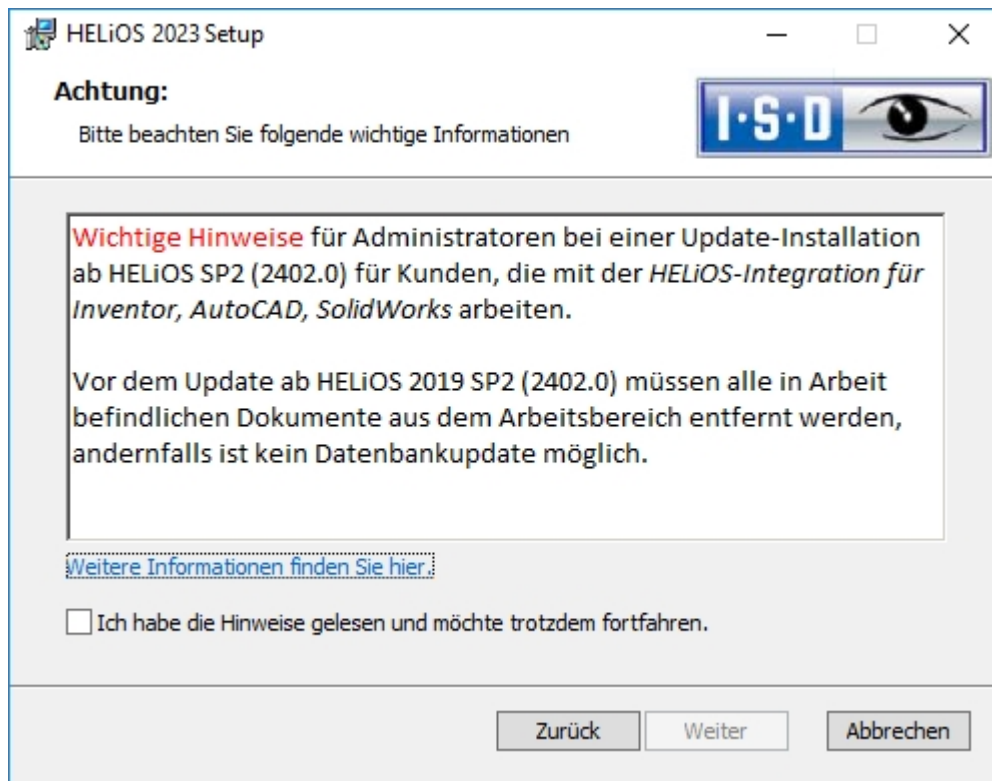 HELiOS 2023 Setup
Achtung:
Bitte beachten Sie folgende wichtige Informationen
I·S·D
Wichtige Hinweise für Administratoren bei einer Update-Installation
ab HELiOS SP2 (2402.0) für Kunden, die mit der HELiOS-Integration für
Inventor, AutoCAD, SolidWorks arbeiten.
Vor dem Update ab HELiOS 2019 SP2 (2402.0) müssen alle in Arbeit
befindlichen Dokumente aus dem Arbeitsbereich entfernt werden,
andernfalls ist kein Datenbankupdate möglich.
Weitere Informationen finden Sie hier.
Ich habe die Hinweise gelesen und möchte trotzdem fortfahren.
Zurück Weiter Abbrechen